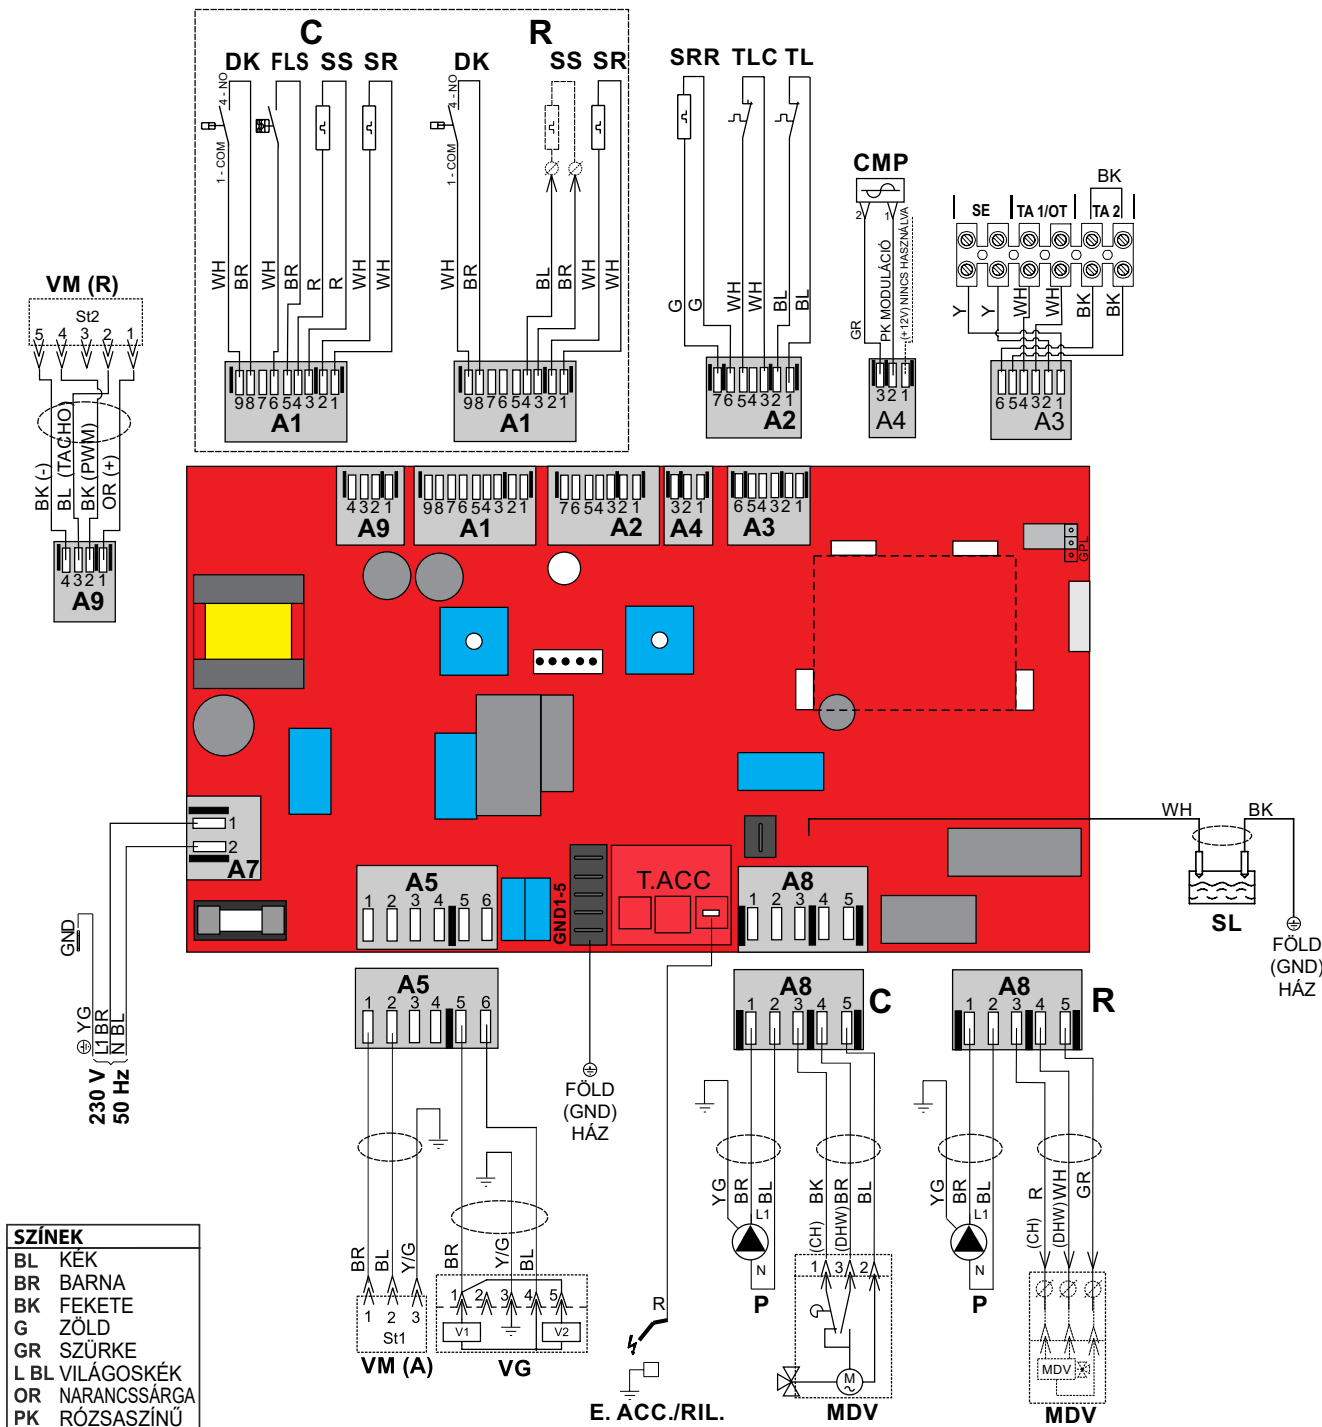 C
DK FLS SS SR
4 - NO
1 - COM
WH BR WH BR R R WH WH
9 8 7 6 5 4 3 2 1
A1
R
DK SS SR
4 - NO
1 - COM
WH BR BL BR WH WH
9 8 7 6 5 4 3 2 1
A1
SRR TLC TL
G G WH WH BL BL
7 6 5 4 3 2 1
A2
CMP
2 1
GR
PK MODULÁCIÓ
(+12V) NINCS HASZNÁLVA
3 2 1
A4
BK
SE TA 1/OT TA 2
Y Y WH WH BK BK
6 5 4 3 2 1
A3
VM (R)
St2
5 4 3 2 1
BK (-)
BL (TACHO)
BK (PWM)
OR (+)
4 3 2 1
A9
4 3 2 1
A9
9 8 7 6 5 4 3 2 1
A1
7 6 5 4 3 2 1
A2
3 2 1
A4
6 5 4 3 2 1
A3
GPL
1
2
A7
A5
1 2 3 4 5 6
GND1-5
T.ACC
A8
1 2 3 4 5
WH BK
SL
FÖLD
(GND)
HÁZ
GND
YG
L1 BR
N BL
230 V
50 Hz
A5
1 2 3 4 5 6
BR BL Y/G
1 2 3
St1
VM (A)
BR Y/G BL
1 2 3 4 5
V1 V2
VG
FÖLD
(GND)
HÁZ
R
E. ACC./RIL.
A8
1 2 3 4 5
C
YG BR BL
L1
N
P
BK BR BL
(CH) (DHW)
1 3 2
M
MDV
A8
1 2 3 4 5
R
YG BR BL
L1
N
P
R WH GR
(CH) (DHW)
MDV
MDV
SZÍNEK
BL KÉK
BR BARNA
BK FEKETE
G ZÖLD
GR SZÜRKE
L BL VILÁGOSKÉK
OR NARANCSSÁRGA
PK RÓZSASZÍNŰ